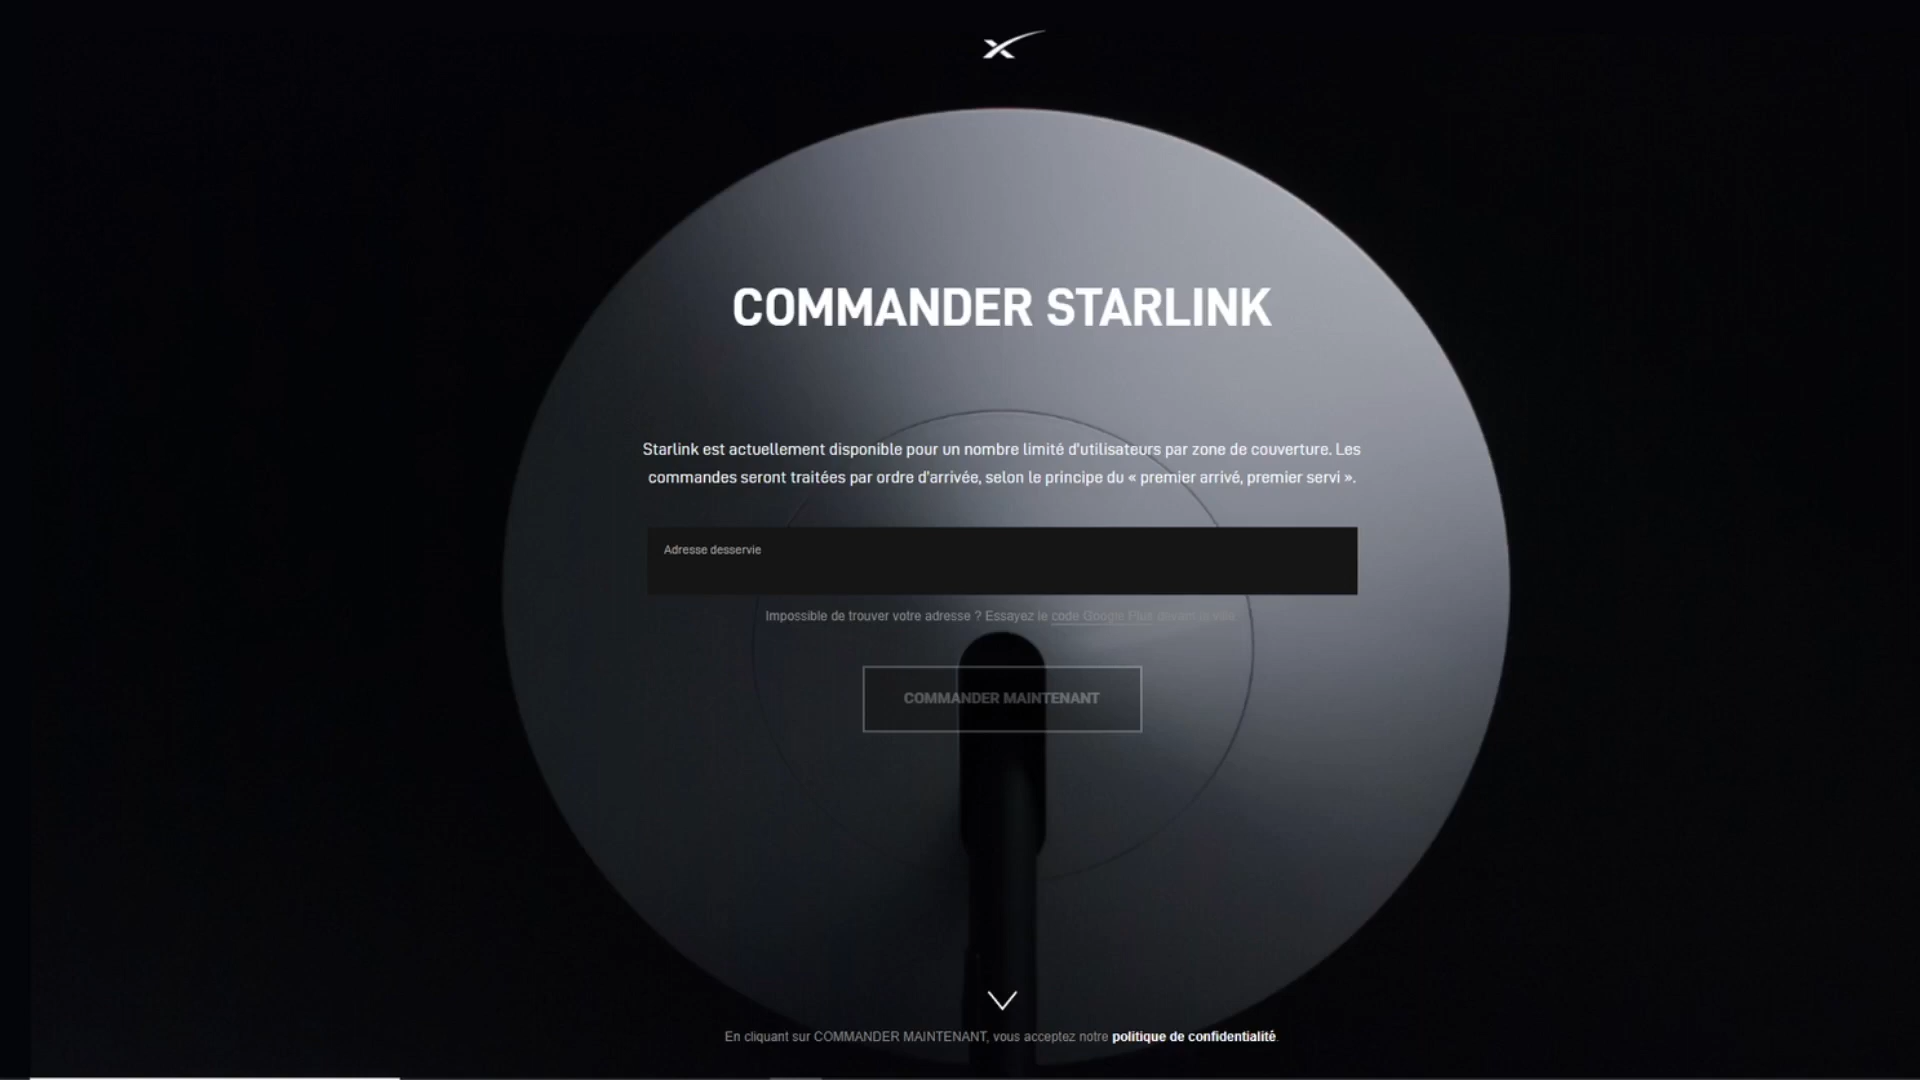 COMMANDER STARLINK
Starlink est actuellement disponible pour un nombre limité d'utilisateurs par zone de couverture. Les
commandes seront traitées par ordre d'arrivée, selon le principe du « premier arrivé, premier servi ».
Adresse desservie
Impossible de trouver votre adresse ? Essayez le code Google Plus
COMMANDER MAINTENANT
En cliquant sur COMMANDER MAINTENANT, vous acceptez notre politique de confidentialité.